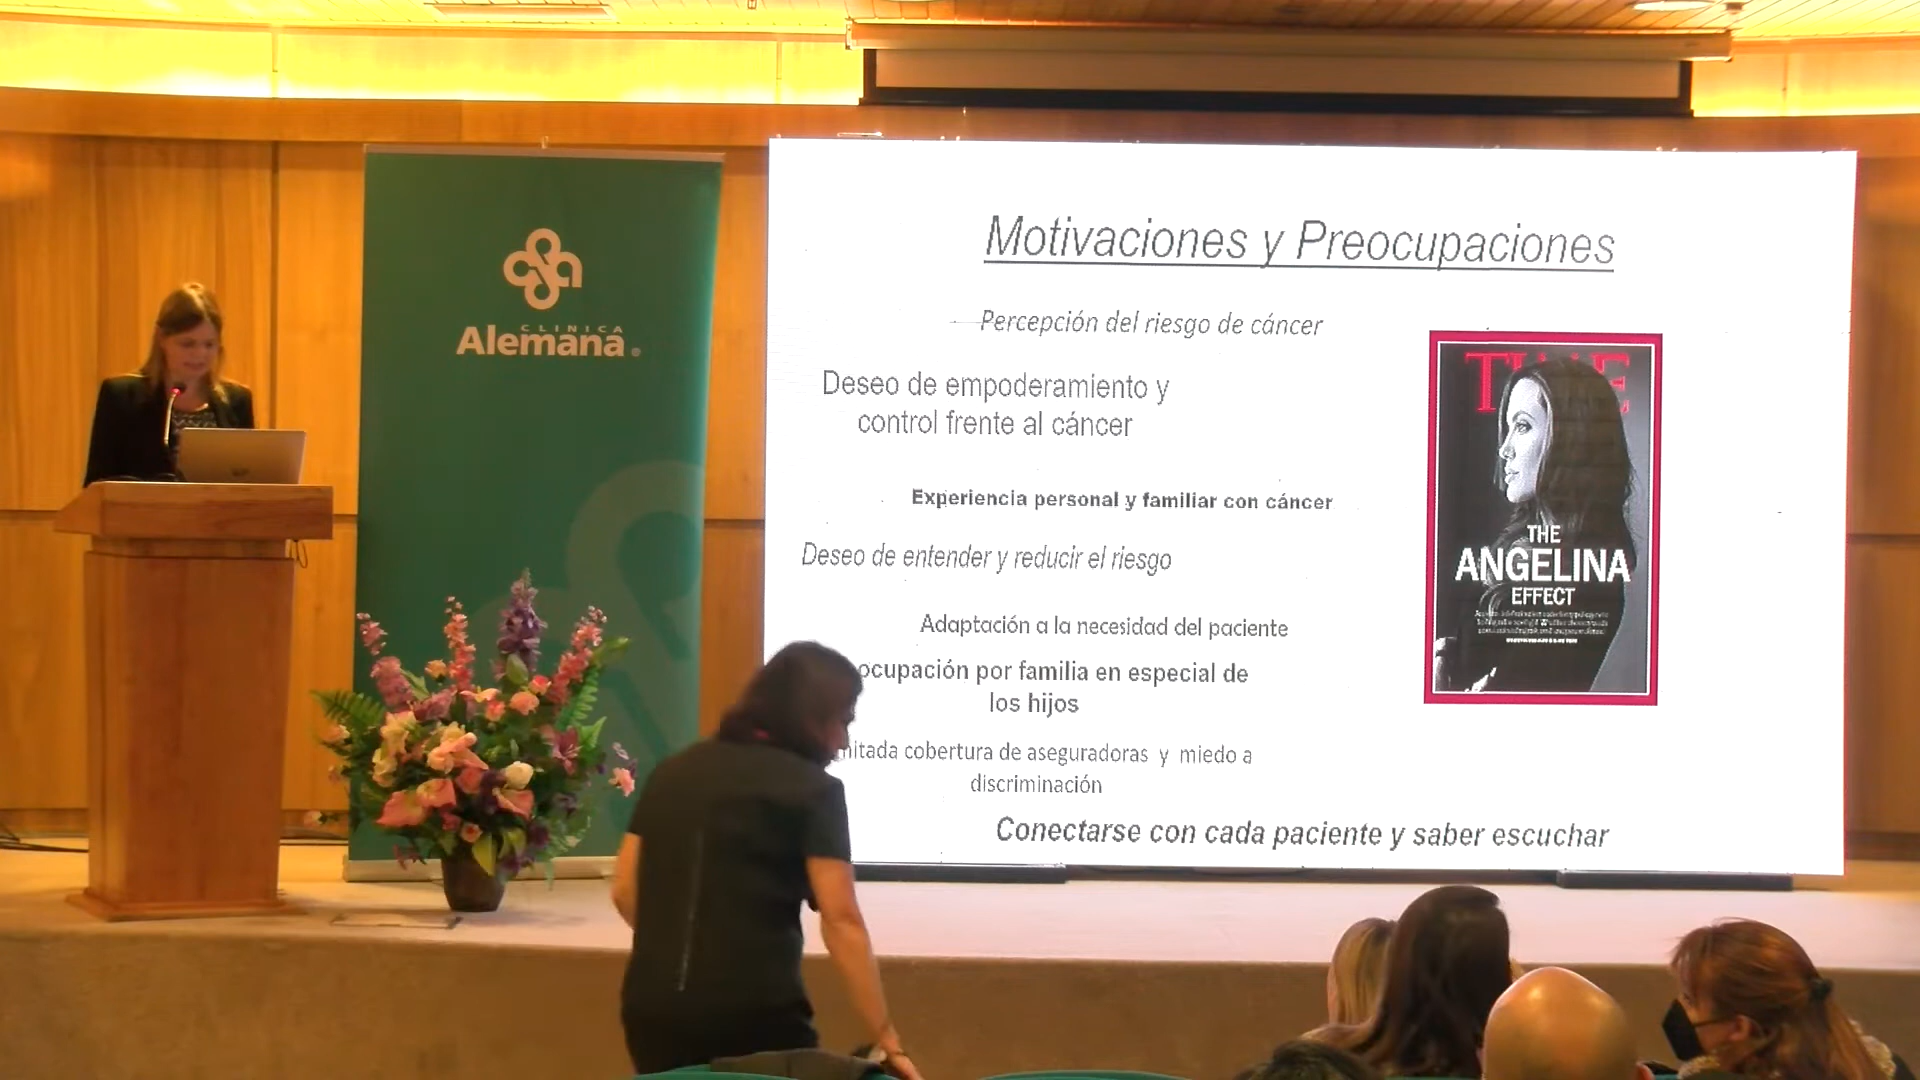 CLINICA
Alemana
Motivaciones y Preocupaciones
Percepción del riesgo de cáncer
Deseo de empoderamiento y
control frente al cáncer
Experiencia personal y familiar con cáncer
Deseo de entender y reducir el riesgo
Adaptación a la necesidad del paciente
ocupación por familia en especial de
los hijos
mitada cobertura de aseguradoras y miedo a
discriminación
Conectarse con cada paciente y saber escuchar
TIME
THE
ANGELINA
EFFECT